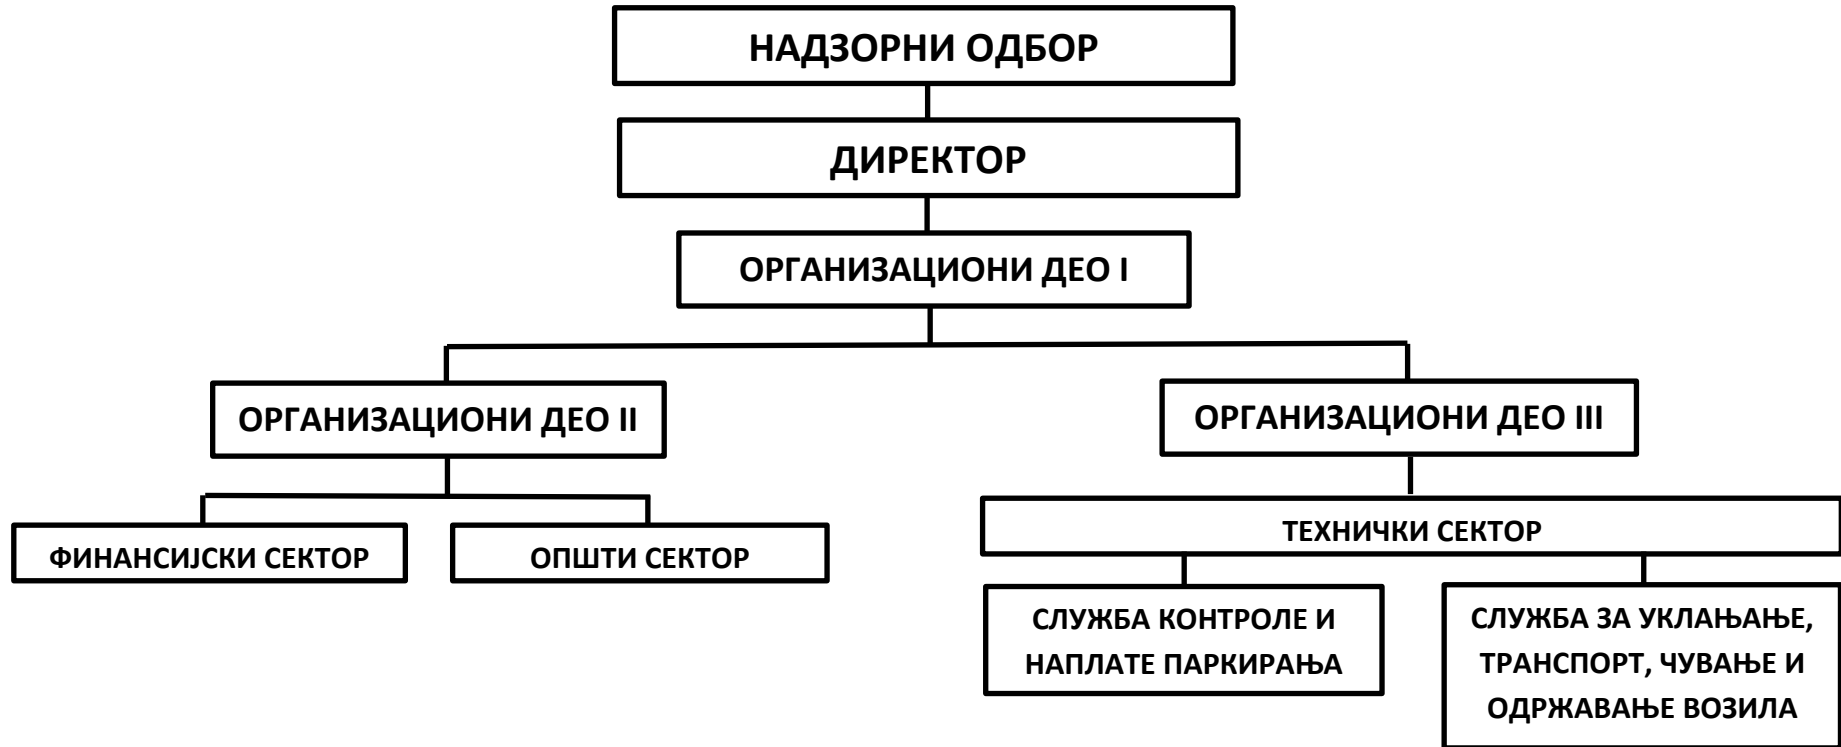 НАДЗОРНИ ОДБОР
ДИРЕКТОР
ОРГАНИЗАЦИОНИ ДЕО I
ОРГАНИЗАЦИОНИ ДЕО II
ОРГАНИЗАЦИОНИ ДЕО III
ФИНАНСИЈСКИ СЕКТОР
ОПШТИ СЕКТОР
ТЕХНИЧКИ СЕКТОР
СЛУЖБА КОНТРОЛЕ И
НАПЛАТЕ ПАРКИРАЊА
СЛУЖБА ЗА УКЛАЊАЊЕ,
ТРАНСПОРТ, ЧУВАЊЕ И
ОДРЖАВАЊЕ ВОЗИЛА